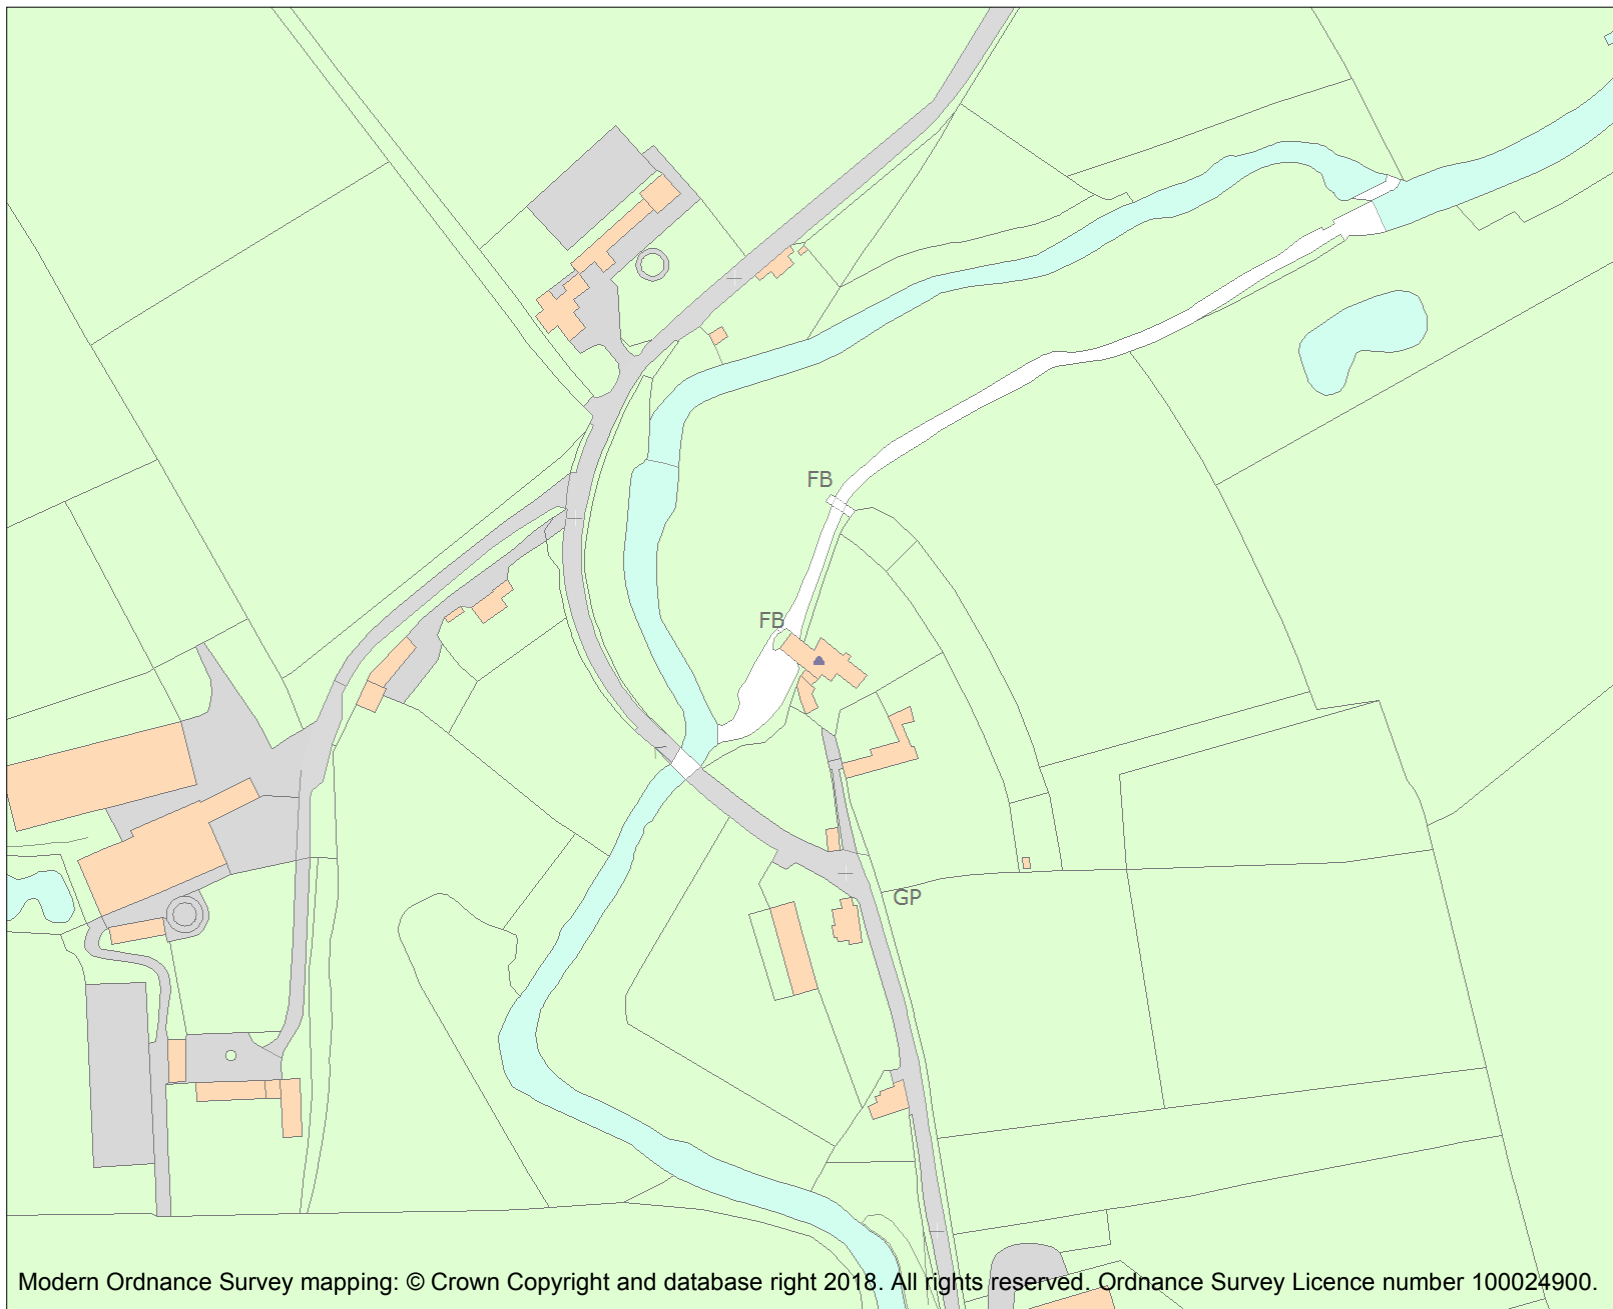 FB
FB
GP
Modern Ordnance Survey mapping: © Crown Copyright and database right 2018. All rights reserved. Ordnance Survey Licence number 100024900.